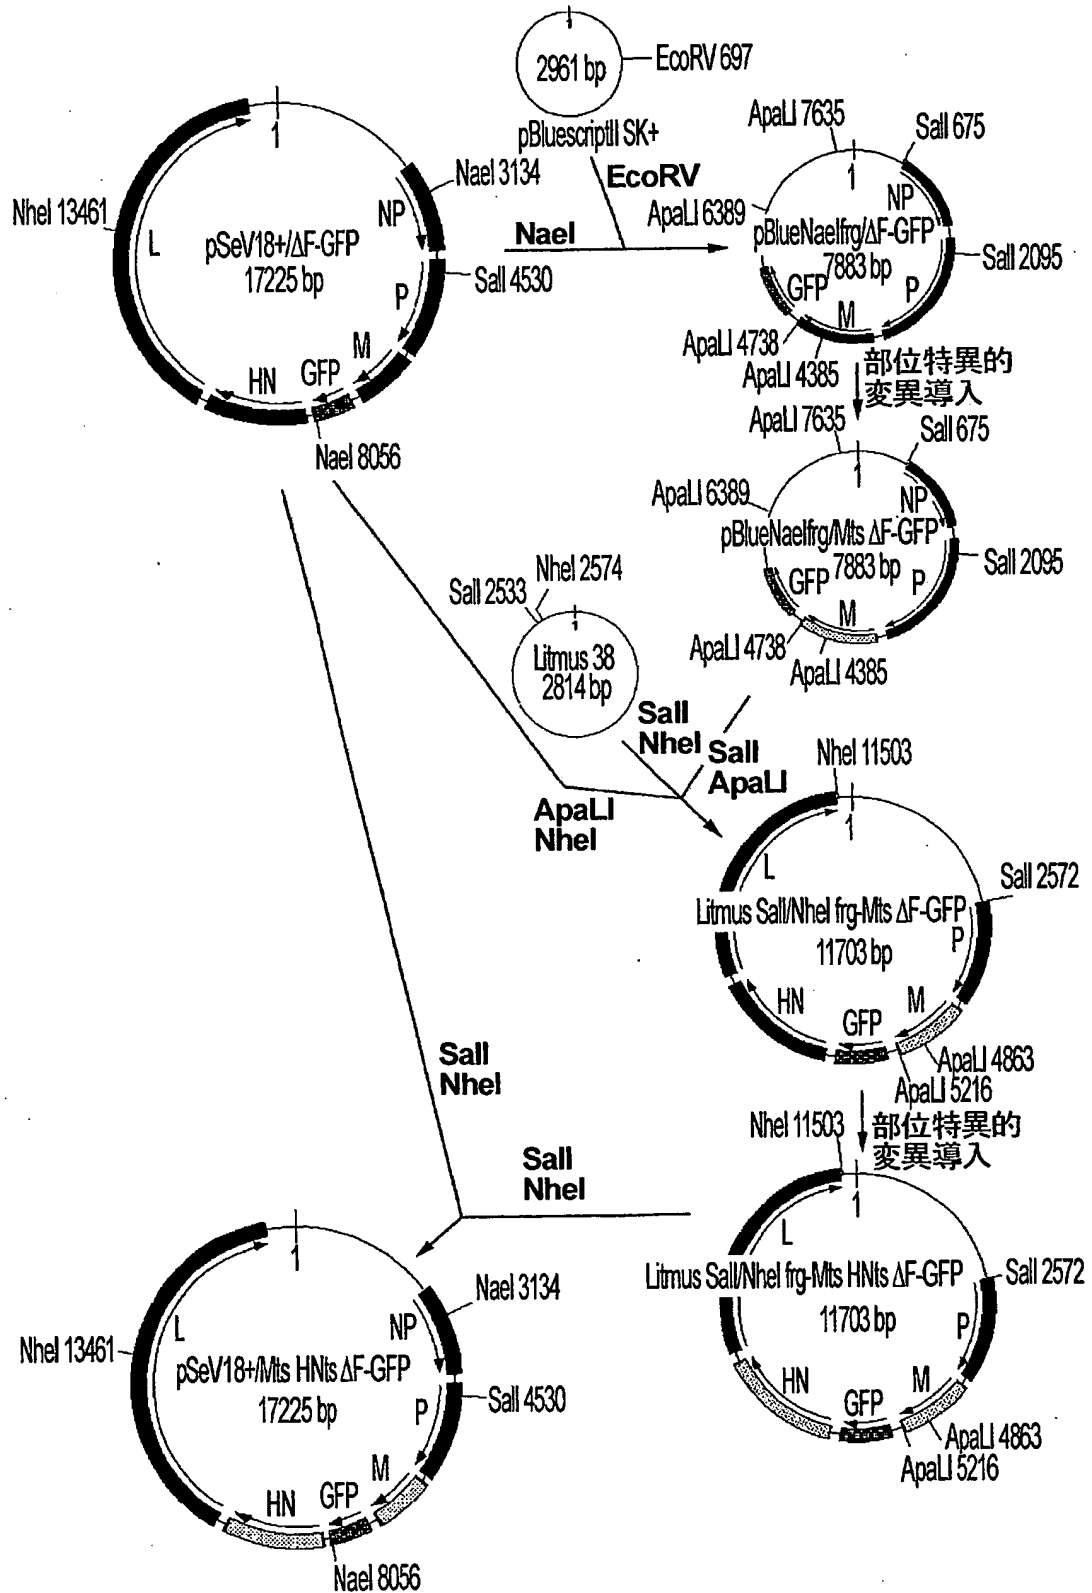 1
2961 bp
EcoRV 697
pBluescriptII SK+
EcoRV
NaeI
1
NaeI 3134
NheI 13461
L
NP
pSeV18+/ΔF-GFP
17225 bp
SalI 4530
P
M
GFP
HN
NaeI 8056
ApaLI 7635
SalI 675
1
NP
ApaLI 6389
pBlueNaeIfrg/ΔF-GFP
7883 bp
SalI 2095
P
GFP
M
ApaLI 4738
ApaLI 4385
部位特異的
変異導入
ApaLI 7635
SalI 675
1
ApaLI 6389
NP
pBlueNaeIfrg/Mts ΔF-GFP
7883 bp
SalI 2095
GFP
P
M
ApaLI 4738
ApaLI 4385
NheI 2574
SalI 2533
1
Litmus 38
2814 bp
SalI
NheI
SalI
ApaLI
ApaLI
NheI
NheI 11503
1
L
SalI 2572
Litmus SalI/NheI frg-Mts ΔF-GFP
11703 bp
P
HN
M
GFP
ApaLI 4863
ApaLI 5216
部位特異的
変異導入
SalI
NheI
SalI
NheI
NheI 11503
1
L
SalI 2572
Litmus SalI/NheI frg-Mts HNts ΔF-GFP
11703 bp
P
HN
M
GFP
ApaLI 4863
ApaLI 5216
1
NaeI 3134
L
NP
NheI 13461
pSeV18+/Mts HNts ΔF-GFP
17225 bp
SalI 4530
P
M
GFP
HN
NaeI 8056